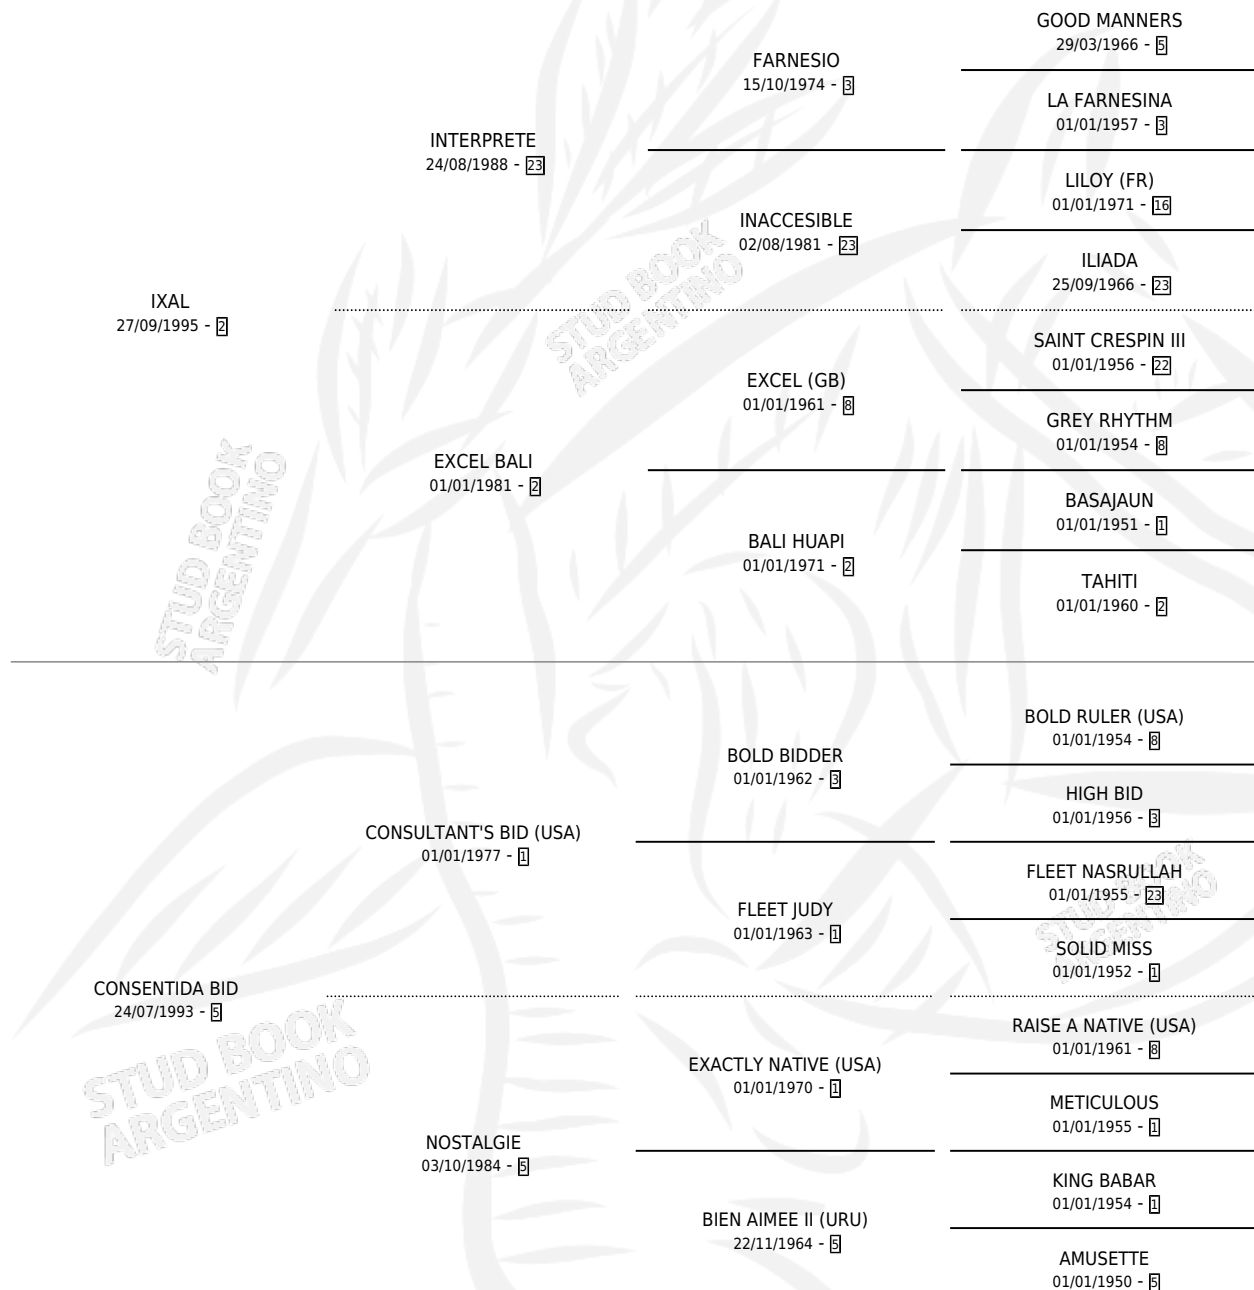 GOOD MANNERS
29/03/1966 - 5
FARNESIO
15/10/1974 - 3
LA FARNESINA
01/01/1957 - 3
INTERPRETE
24/08/1988 - 23
LILOY (FR)
01/01/1971 - 16
INACCESIBLE
02/08/1981 - 23
ILIADA
25/09/1966 - 23
IXAL
27/09/1995 - 2
STUD BOOK
ARGENTINO
SAINT CRESPIN III
01/01/1956 - 22
EXCEL (GB)
01/01/1961 - 8
GREY RHYTHM
01/01/1954 - 8
EXCEL BALI
01/01/1981 - 2
BASAJAUN
01/01/1951 - 1
BALI HUAPI
01/01/1971 - 2
TAHITI
01/01/1960 - 2
STUD BOOK
ARGENTINO
BOLD RULER (USA)
01/01/1954 - 8
BOLD BIDDER
01/01/1962 - 3
HIGH BID
01/01/1956 - 3
CONSULTANT'S BID (USA)
01/01/1977 - 1
FLEET NASRULLAH
01/01/1955 - 23
STUD BOOK
ARGENTINO
FLEET JUDY
01/01/1963 - 1
SOLID MISS
01/01/1952 - 1
CONSENTIDA BID
24/07/1993 - 5
STUD BOOK
ARGENTINO
RAISE A NATIVE (USA)
01/01/1961 - 8
EXACTLY NATIVE (USA)
01/01/1970 - 1
METICULOUS
01/01/1955 - 1
NOSTALGIE
03/10/1984 - 5
KING BABAR
01/01/1954 - 1
BIEN AIMEE II (URU)
22/11/1964 - 5
AMUSETTE
01/01/1950 - 5